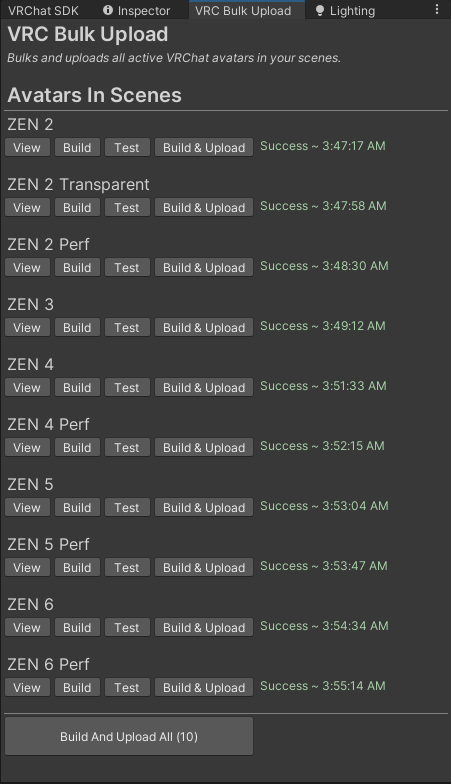 VRChat SDK Inspector VRC Bulk Upload Lighting
VRC Bulk Upload
Bulks and uploads all active VRChat avatars in your scenes.
Avatars In Scenes
ZEN 2
View Build Test Build & Upload Success ~ 3:47:17 AM
ZEN 2 Transparent
View Build Test Build & Upload Success ~ 3:47:58 AM
ZEN 2 Perf
View Build Test Build & Upload Success ~ 3:48:30 AM
ZEN 3
View Build Test Build & Upload Success ~ 3:49:12 AM
ZEN 4
View Build Test Build & Upload Success ~ 3:51:33 AM
ZEN 4 Perf
View Build Test Build & Upload Success ~ 3:52:15 AM
ZEN 5
View Build Test Build & Upload Success ~ 3:53:04 AM
ZEN 5 Perf
View Build Test Build & Upload Success ~ 3:53:47 AM
ZEN 6
View Build Test Build & Upload Success ~ 3:54:34 AM
ZEN 6 Perf
View Build Test Build & Upload Success ~ 3:55:14 AM
Build And Upload All (10)